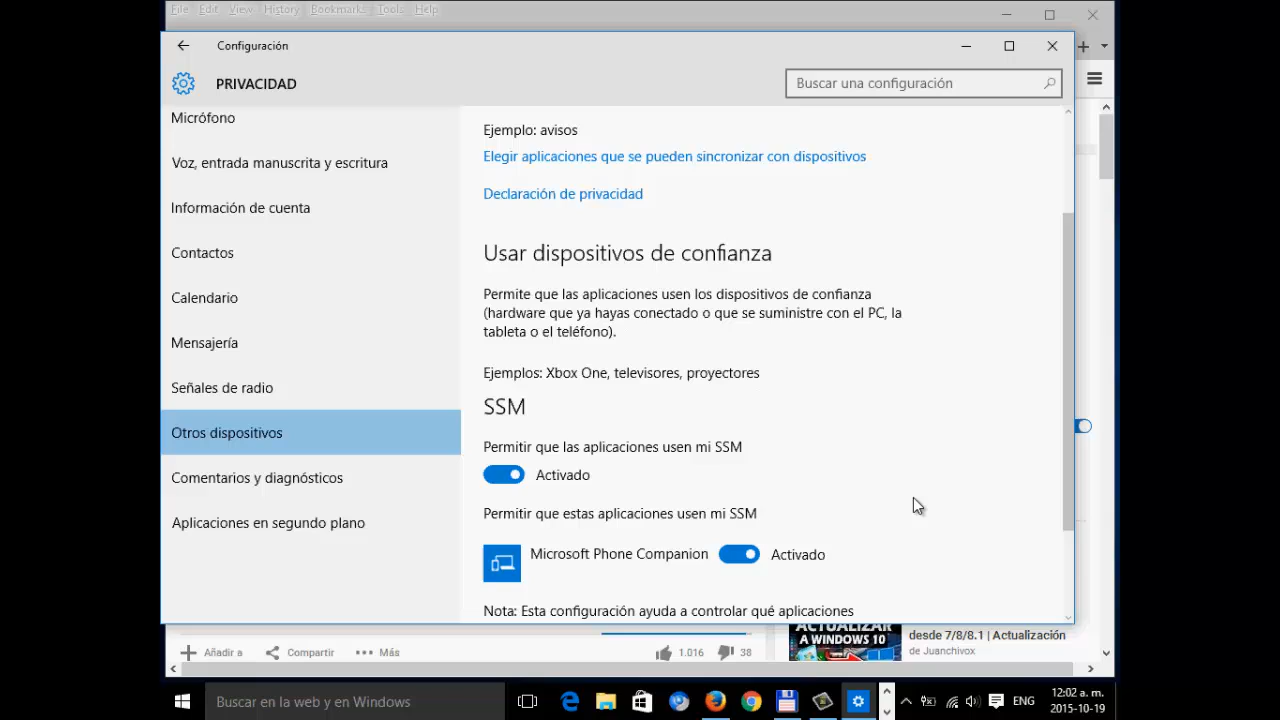 File Edit View History Bookmarks Tools Help
Configuración
PRIVACIDAD
Buscar una configuración
Micrófono
Voz, entrada manuscrita y escritura
Información de cuenta
Contactos
Calendario
Mensajería
Señales de radio
Otros dispositivos
Comentarios y diagnósticos
Aplicaciones en segundo plano
Ejemplo: avisos
Elegir aplicaciones que se pueden sincronizar con dispositivos
Declaración de privacidad
Usar dispositivos de confianza
Permite que las aplicaciones usen los dispositivos de confianza
(hardware que ya hayas conectado o que se suministre con el PC, la
tableta o el teléfono).
Ejemplos: Xbox One, televisores, proyectores
SSM
Permitir que las aplicaciones usen mi SSM
Activado
Permitir que estas aplicaciones usen mi SSM
Microsoft Phone Companion Activado
Nota: Esta configuración ayuda a controlar qué aplicaciones
Añadir a Compartir Más 1.016 38
ACTUALIZAR
A WINDOWS 10
desde 7/8/8.1 | Actualización
de Juanchivox
Buscar en la web y en Windows
ENG
12:02 a. m.
2015-10-19